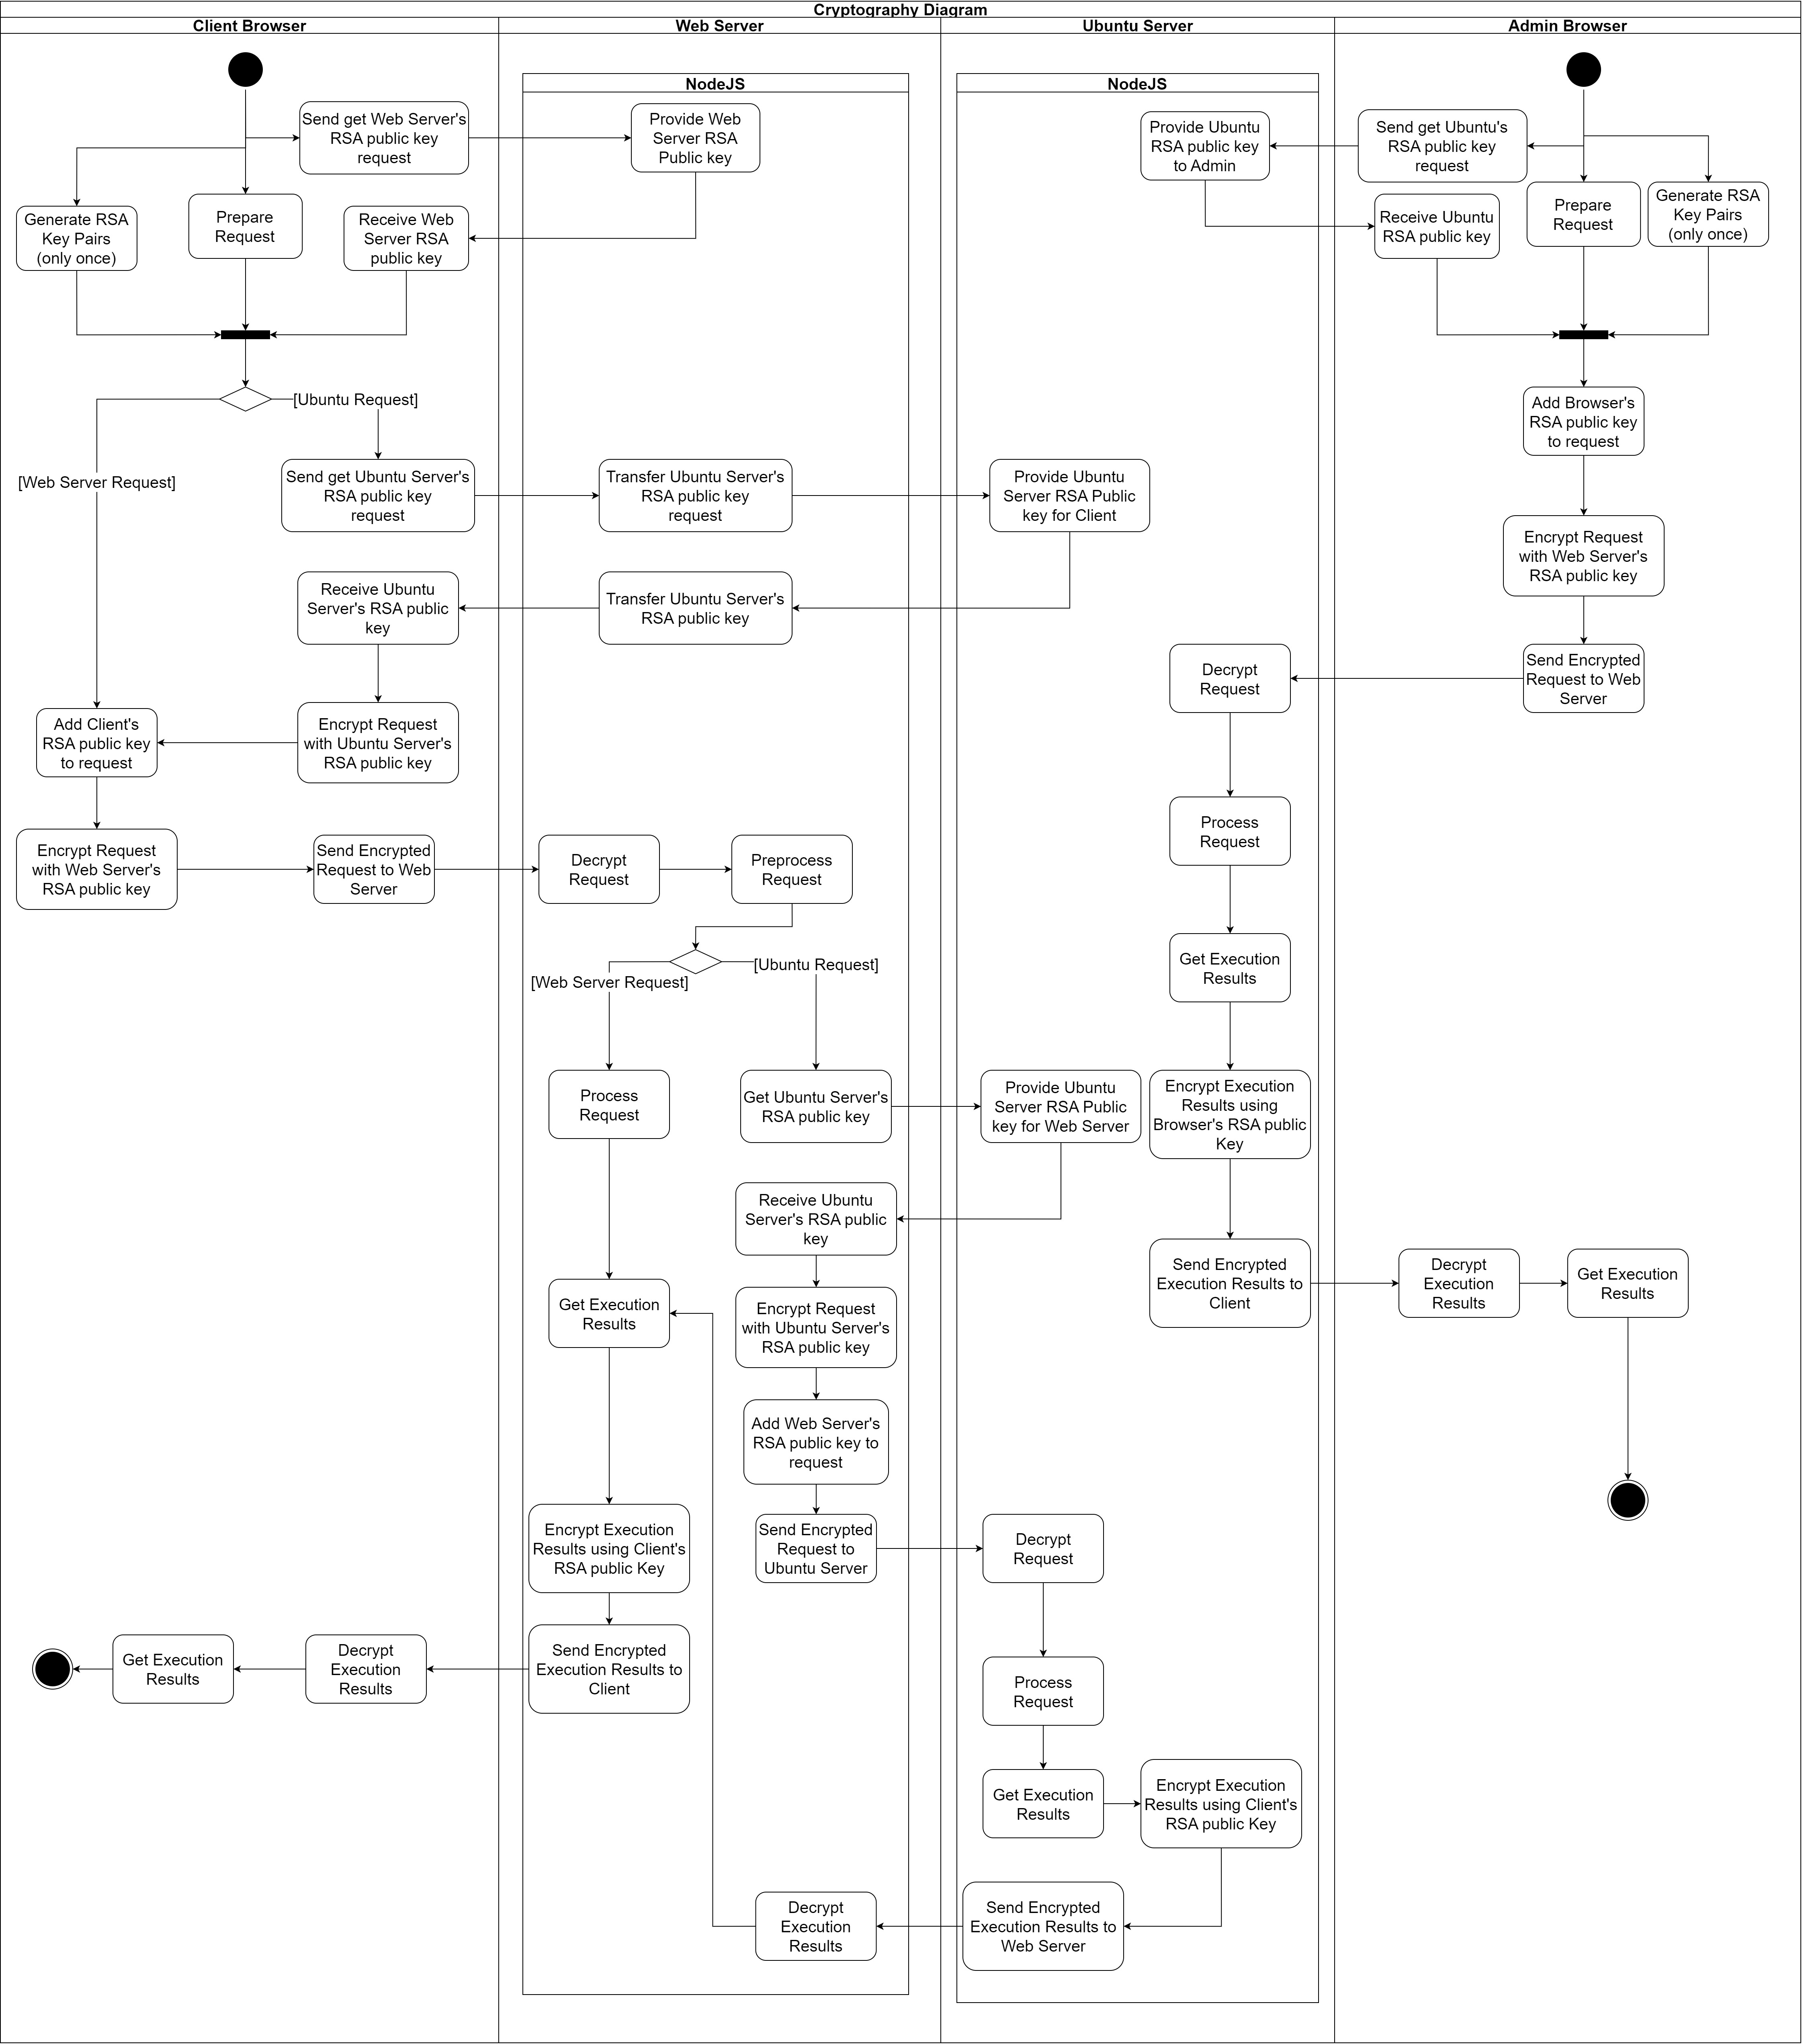 Cryptography Diagram
Client Browser
Web Server
Ubuntu Server
Admin Browser
NodeJS
NodeJS
Send get Web Server's
RSA public key
request
Provide Web
Server RSA
Public key
Provide Ubuntu
RSA public key
to Admin
Send get Ubuntu's
RSA public key
request
Generate RSA
Key Pairs
(only once)
Prepare
Request
Receive Web
Server RSA
public key
Receive Ubuntu
RSA public key
Prepare
Request
Generate RSA
Key Pairs
(only once)
[Ubuntu Request]
[Web Server Request]
Add Browser's
RSA public key
to request
Send get Ubuntu Server's
RSA public key
request
Transfer Ubuntu Server's
RSA public key
request
Provide Ubuntu
Server RSA Public
key for Client
Encrypt Request
with Web Server's
RSA public key
Receive Ubuntu
Server's RSA public
key
Transfer Ubuntu Server's
RSA public key
Decrypt
Request
Send Encrypted
Request to Web
Server
Add Client's
RSA public key
to request
Encrypt Request
with Ubuntu Server's
RSA public key
Process
Request
Encrypt Request
with Web Server's
RSA public key
Send Encrypted
Request to Web
Server
Decrypt
Request
Preprocess
Request
[Web Server Request]
[Ubuntu Request]
Get Execution
Results
Process
Request
Get Ubuntu Server's
RSA public key
Provide Ubuntu
Server RSA Public
key for Web Server
Encrypt Execution
Results using
Browser's RSA public
Key
Receive Ubuntu
Server's RSA public
key
Send Encrypted
Execution Results to
Client
Decrypt
Execution
Results
Get Execution
Results
Get Execution
Results
Encrypt Request
with Ubuntu Server's
RSA public key
Add Web Server's
RSA public key to
request
Encrypt Execution
Results using Client's
RSA public Key
Send Encrypted
Request to
Ubuntu Server
Decrypt
Request
Get Execution
Results
Decrypt
Execution
Results
Send Encrypted
Execution Results to
Client
Process
Request
Get Execution
Results
Encrypt Execution
Results using Client's
RSA public Key
Decrypt
Execution
Results
Send Encrypted
Execution Results to
Web Server